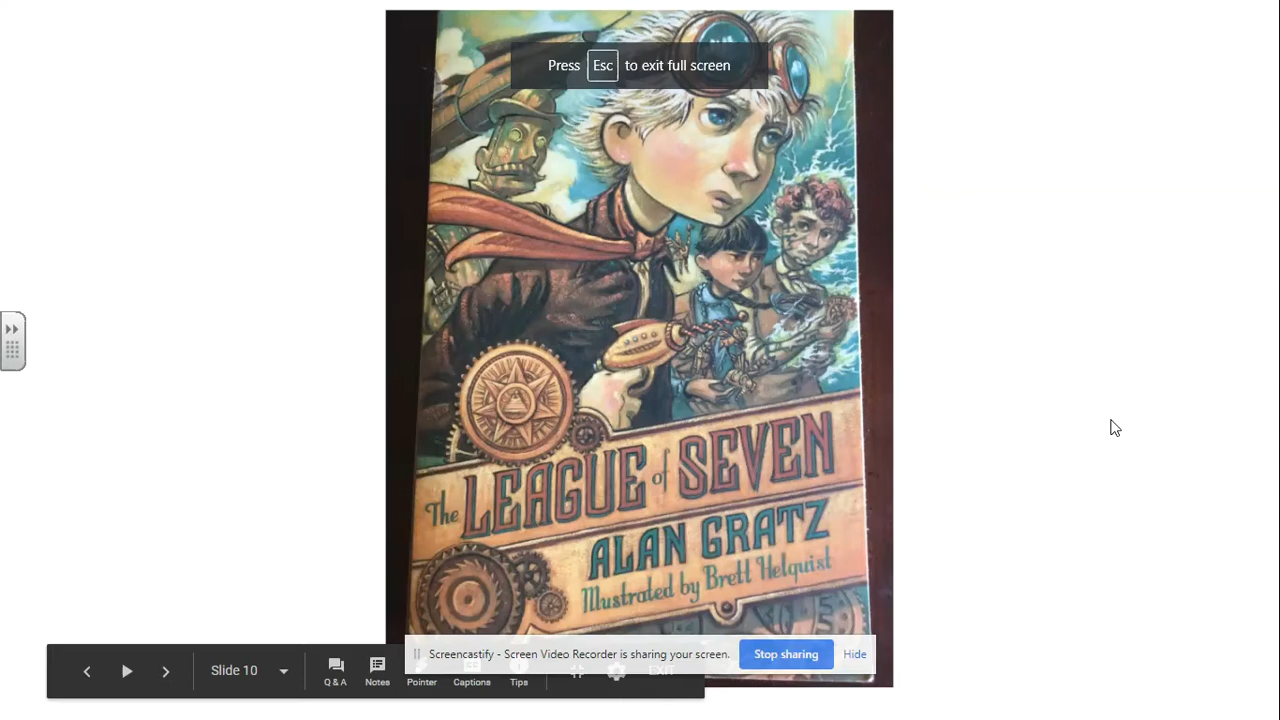 Press Esc to exit full screen
The LEAGUE of SEVEN
ALAN GRATZ
Illustrated by Brett Helquist
Screencastify - Screen Video Recorder is sharing your screen.
Stop sharing
Hide
Slide 10
Q & A
Notes
Pointer
Captions
Tips
EXIT